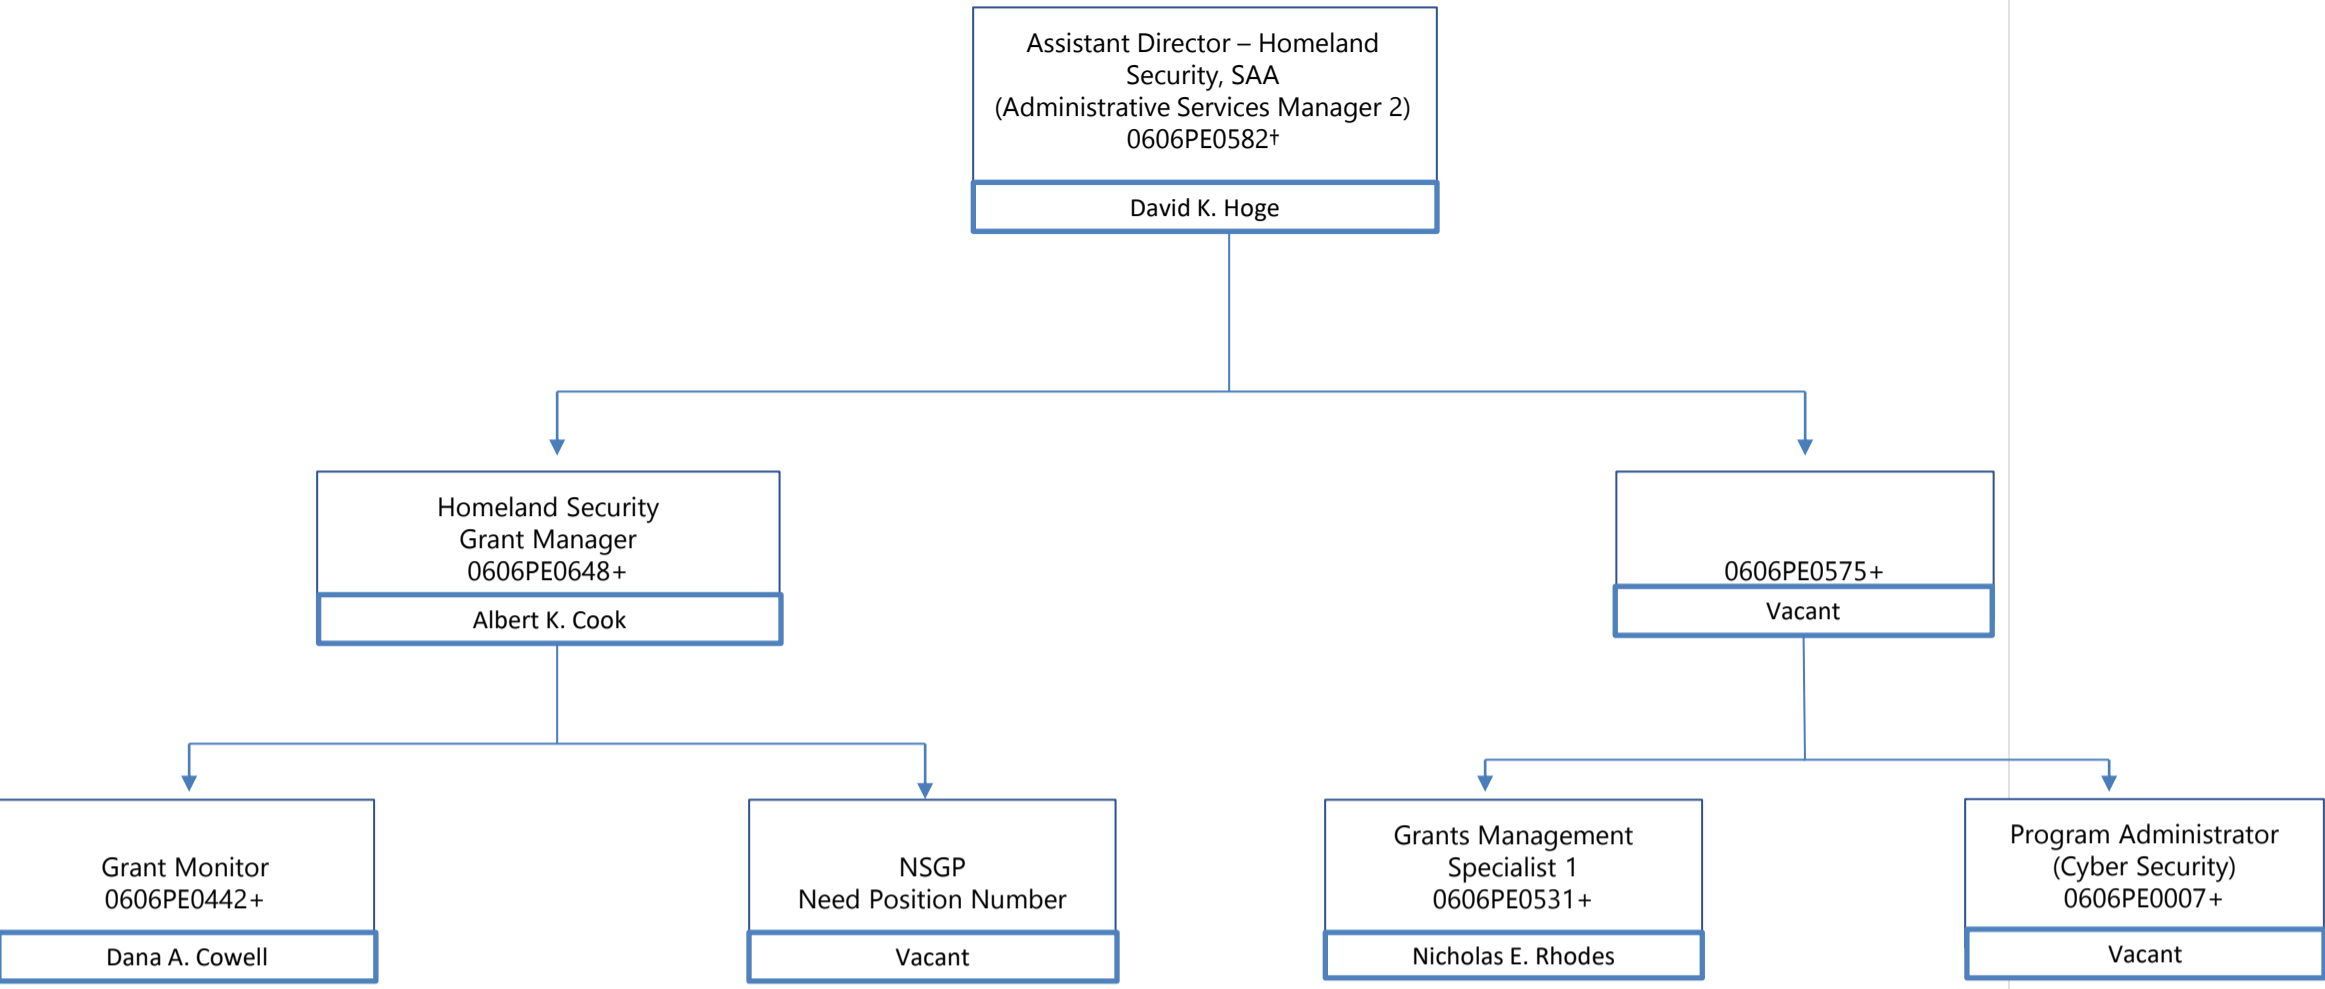 Assistant Director – Homeland
Security, SAA
(Administrative Services Manager 2)
0606PE0582†
David K. Hoge
Homeland Security
Grant Manager
0606PE0648+
Albert K. Cook
0606PE0575+
Vacant
Grant Monitor
0606PE0442+
Dana A. Cowell
NSGP
Need Position Number
Vacant
Grants Management
Specialist 1
0606PE0531+
Nicholas E. Rhodes
Program Administrator
(Cyber Security)
0606PE0007+
Vacant